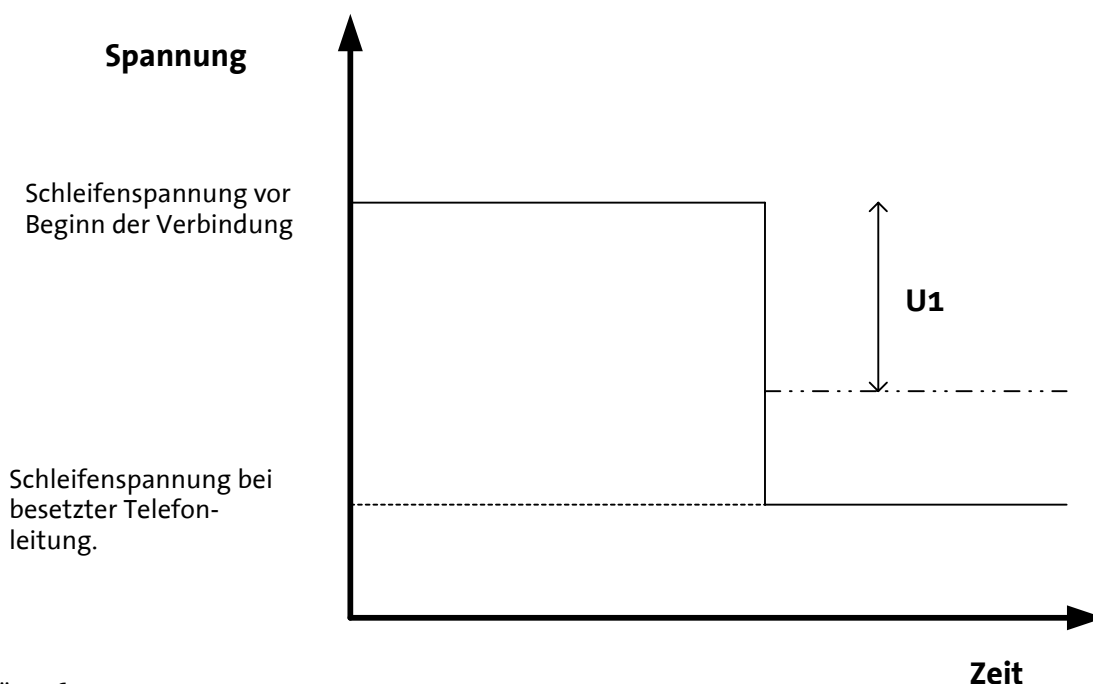 Spannung
Schleifenspannung vor
Beginn der Verbindung
U1
Schleifenspannung bei
besetzter Telefon-
leitung.
Zeit